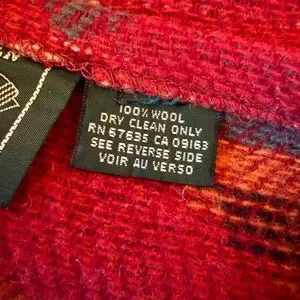 100% WOOL
DRY CLEAN ONLY
RN 67635 CA 09163
SEE REVERSE SIDE
VOIR AU VERSO